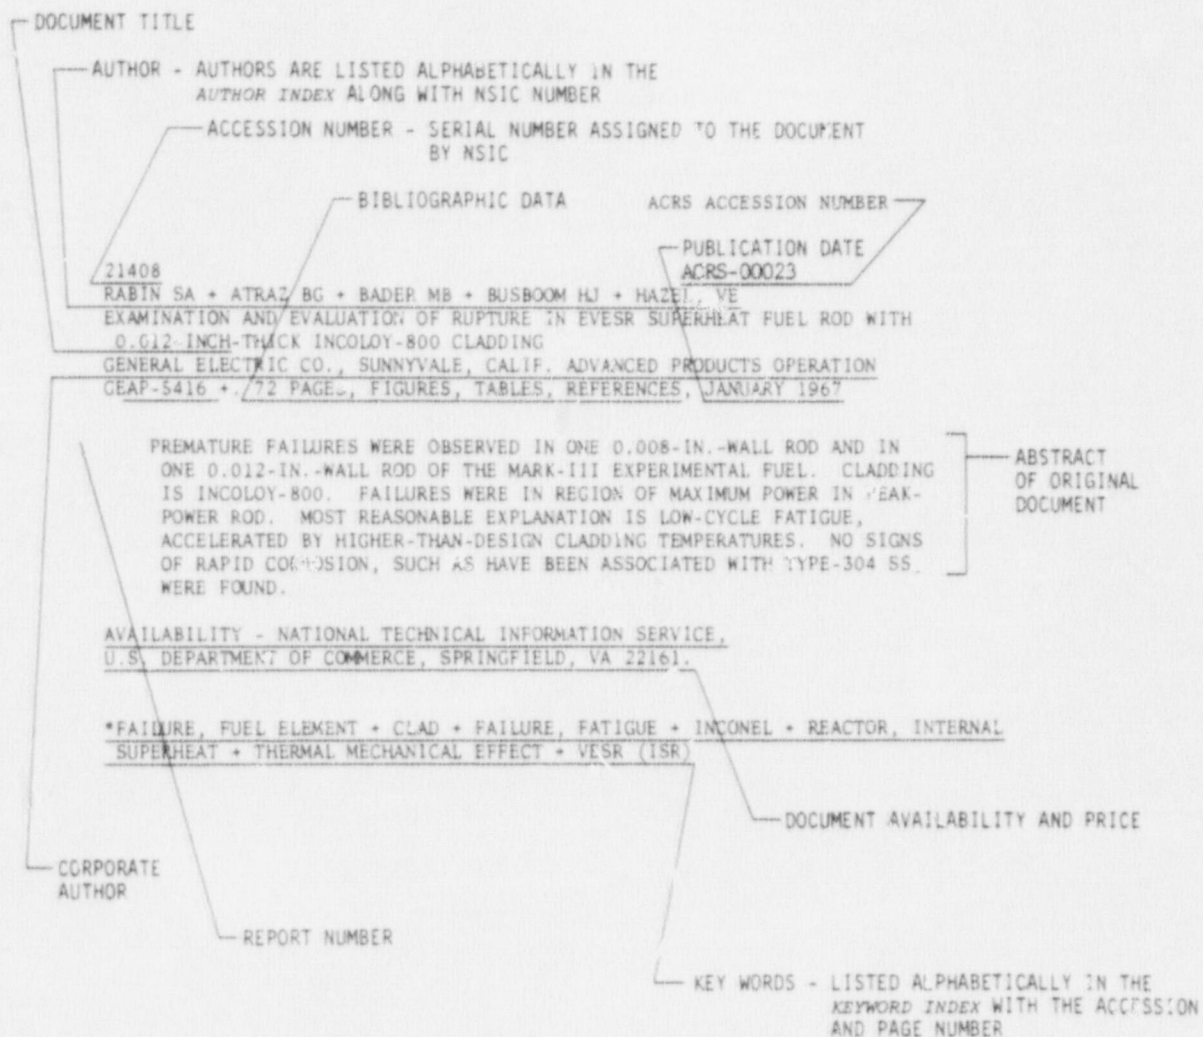 DOCUMENT TITLE
AUTHOR - AUTHORS ARE LISTED ALPHABETICALLY IN THE
AUTHOR INDEX ALONG WITH NSIC NUMBER
ACCESSION NUMBER - SERIAL NUMBER ASSIGNED TO THE DOCUMENT
BY NSIC
BIBLIOGRAPHIC DATA
ACRS ACCESSION NUMBER
PUBLICATION DATE
21408
ACRS-00023
RABIN SA + ATRAZ BG + BADER MB + BUSBOOM HJ + HAZEL, VE
EXAMINATION AND EVALUATION OF RUPTURE IN EVESR SUPERHEAT FUEL ROD WITH
0.012-INCH-THICK INCOLOY-800 CLADDING
GENERAL ELECTRIC CO., SUNNYVALE, CALIF. ADVANCED PRODUCTS OPERATION
GEAP-5416 +. 72 PAGES, FIGURES, TABLES, REFERENCES, JANUARY 1967
PREMATURE FAILURES WERE OBSERVED IN ONE 0.008-IN.-WALL ROD AND IN
ONE 0.012-IN.-WALL ROD OF THE MARK-III EXPERIMENTAL FUEL. CLADDING
IS INCOLOY-800. FAILURES WERE IN REGION OF MAXIMUM POWER IN PEAK-
POWER ROD. MOST REASONABLE EXPLANATION IS LOW-CYCLE FATIGUE,
ACCELERATED BY HIGHER-THAN-DESIGN CLADDING TEMPERATURES. NO SIGNS
OF RAPID CORROSION, SUCH AS HAVE BEEN ASSOCIATED WITH TYPE-304 SS
WERE FOUND.
ABSTRACT
OF ORIGINAL
DOCUMENT
AVAILABILITY - NATIONAL TECHNICAL INFORMATION SERVICE,
U.S. DEPARTMENT OF COMMERCE, SPRINGFIELD, VA 22161.
*FAILURE, FUEL ELEMENT + CLAD + FAILURE, FATIGUE + INCONEL + REACTOR, INTERNAL
SUPERHEAT + THERMAL MECHANICAL EFFECT + VESR (ISR)
DOCUMENT AVAILABILITY AND PRICE
CORPORATE
AUTHOR
REPORT NUMBER
KEY WORDS - LISTED ALPHABETICALLY IN THE
KEYWORD INDEX WITH THE ACCESSION
AND PAGE NUMBER